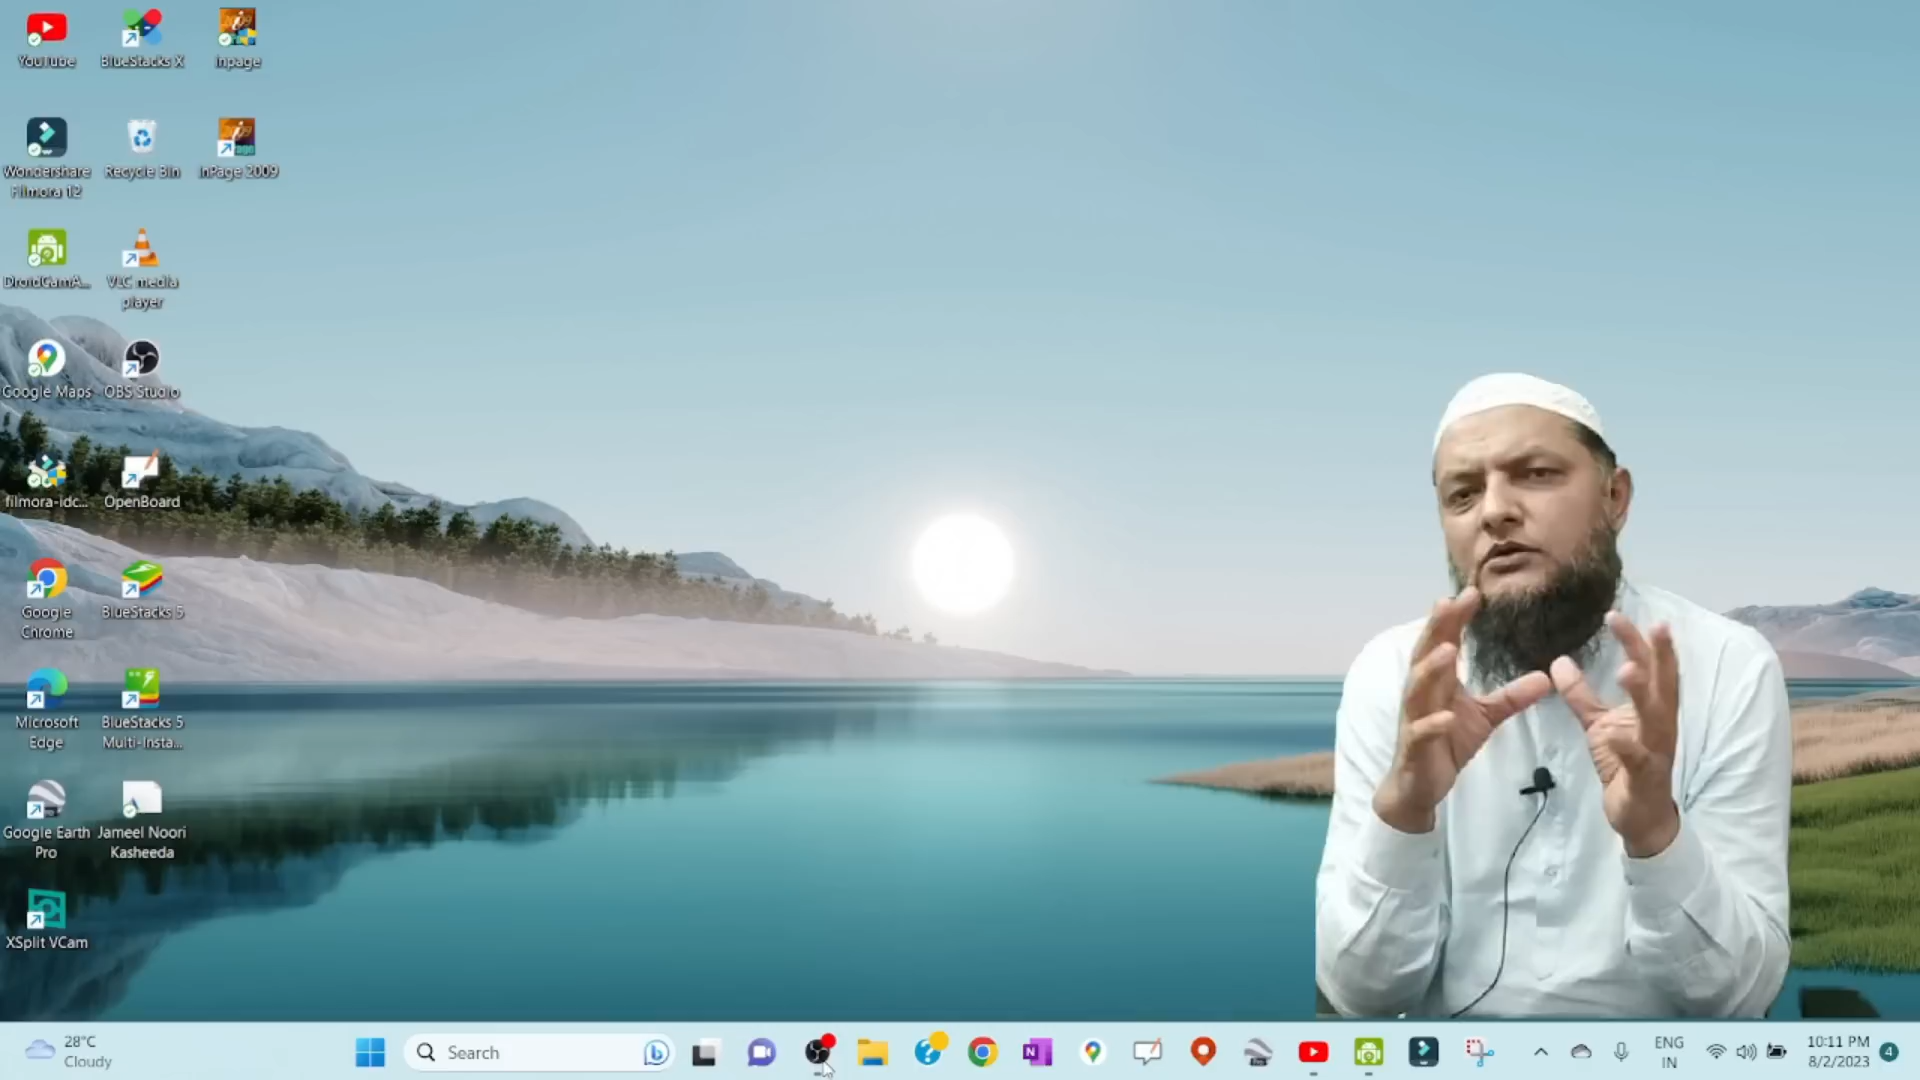 YouTube
BlueStacks X
Inpage
Wondershare
Filmora 12
Recycle Bin
InPage 2009
DroidCamA...
VLC media
player
Google Maps
OBS Studio
filmora-idc...
OpenBoard
Google
Chrome
BlueStacks 5
Microsoft
Edge
BlueStacks 5
Multi-Insta...
Google Earth
Pro
Jameel Noori
Kasheeda
XSplit VCam
28°C
Cloudy
Search
ENG
IN
10:11 PM
8/2/2023
4